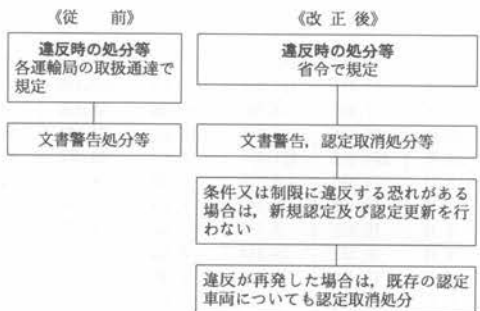 《従　　前》
違反時の処分等
各運輸局の取扱通達で
規定
文書警告処分等
《改 正 後》
違反時の処分等
省令で規定
文書警告，認定取消処分等
条件又は制限に違反する恐れがある
場合は，新規認定及び認定更新を行
わない
違反が再発した場合は，既存の認定
車両についても認定取消処分